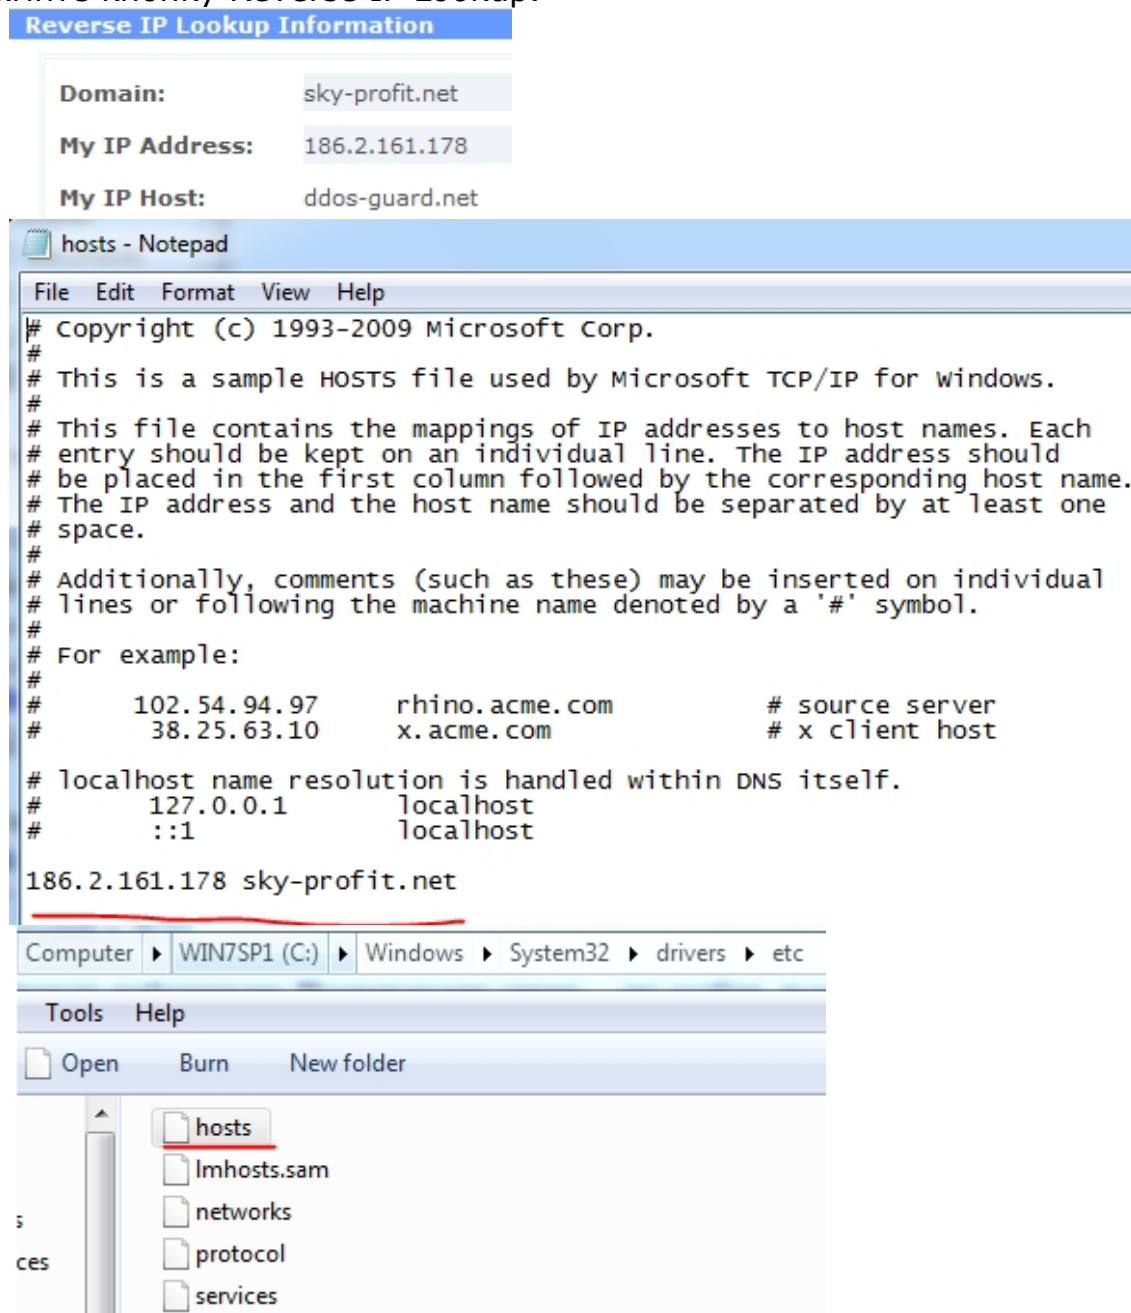 кнопку Reverse IP Lookup.
Reverse IP Lookup Information
Domain: sky-profit.net
My IP Address: 186.2.161.178
My IP Host: ddos-guard.net
hosts - Notepad
File Edit Format View Help
# Copyright (c) 1993-2009 Microsoft Corp.
#
# This is a sample HOSTS file used by Microsoft TCP/IP for Windows.
#
# This file contains the mappings of IP addresses to host names. Each
# entry should be kept on an individual line. The IP address should
# be placed in the first column followed by the corresponding host name.
# The IP address and the host name should be separated by at least one
# space.
#
# Additionally, comments (such as these) may be inserted on individual
# lines or following the machine name denoted by a '#' symbol.
#
# For example:
#
# 102.54.94.97 rhino.acme.com # source server
# 38.25.63.10 x.acme.com # x client host
# localhost name resolution is handled within DNS itself.
# 127.0.0.1 localhost
# ::1 localhost
186.2.161.178 sky-profit.net
Computer WIN7SP1 (C:) Windows System32 drivers etc
Tools Help
Open Burn New folder
hosts
lmhosts.sam
networks
s
protocol
ces
services